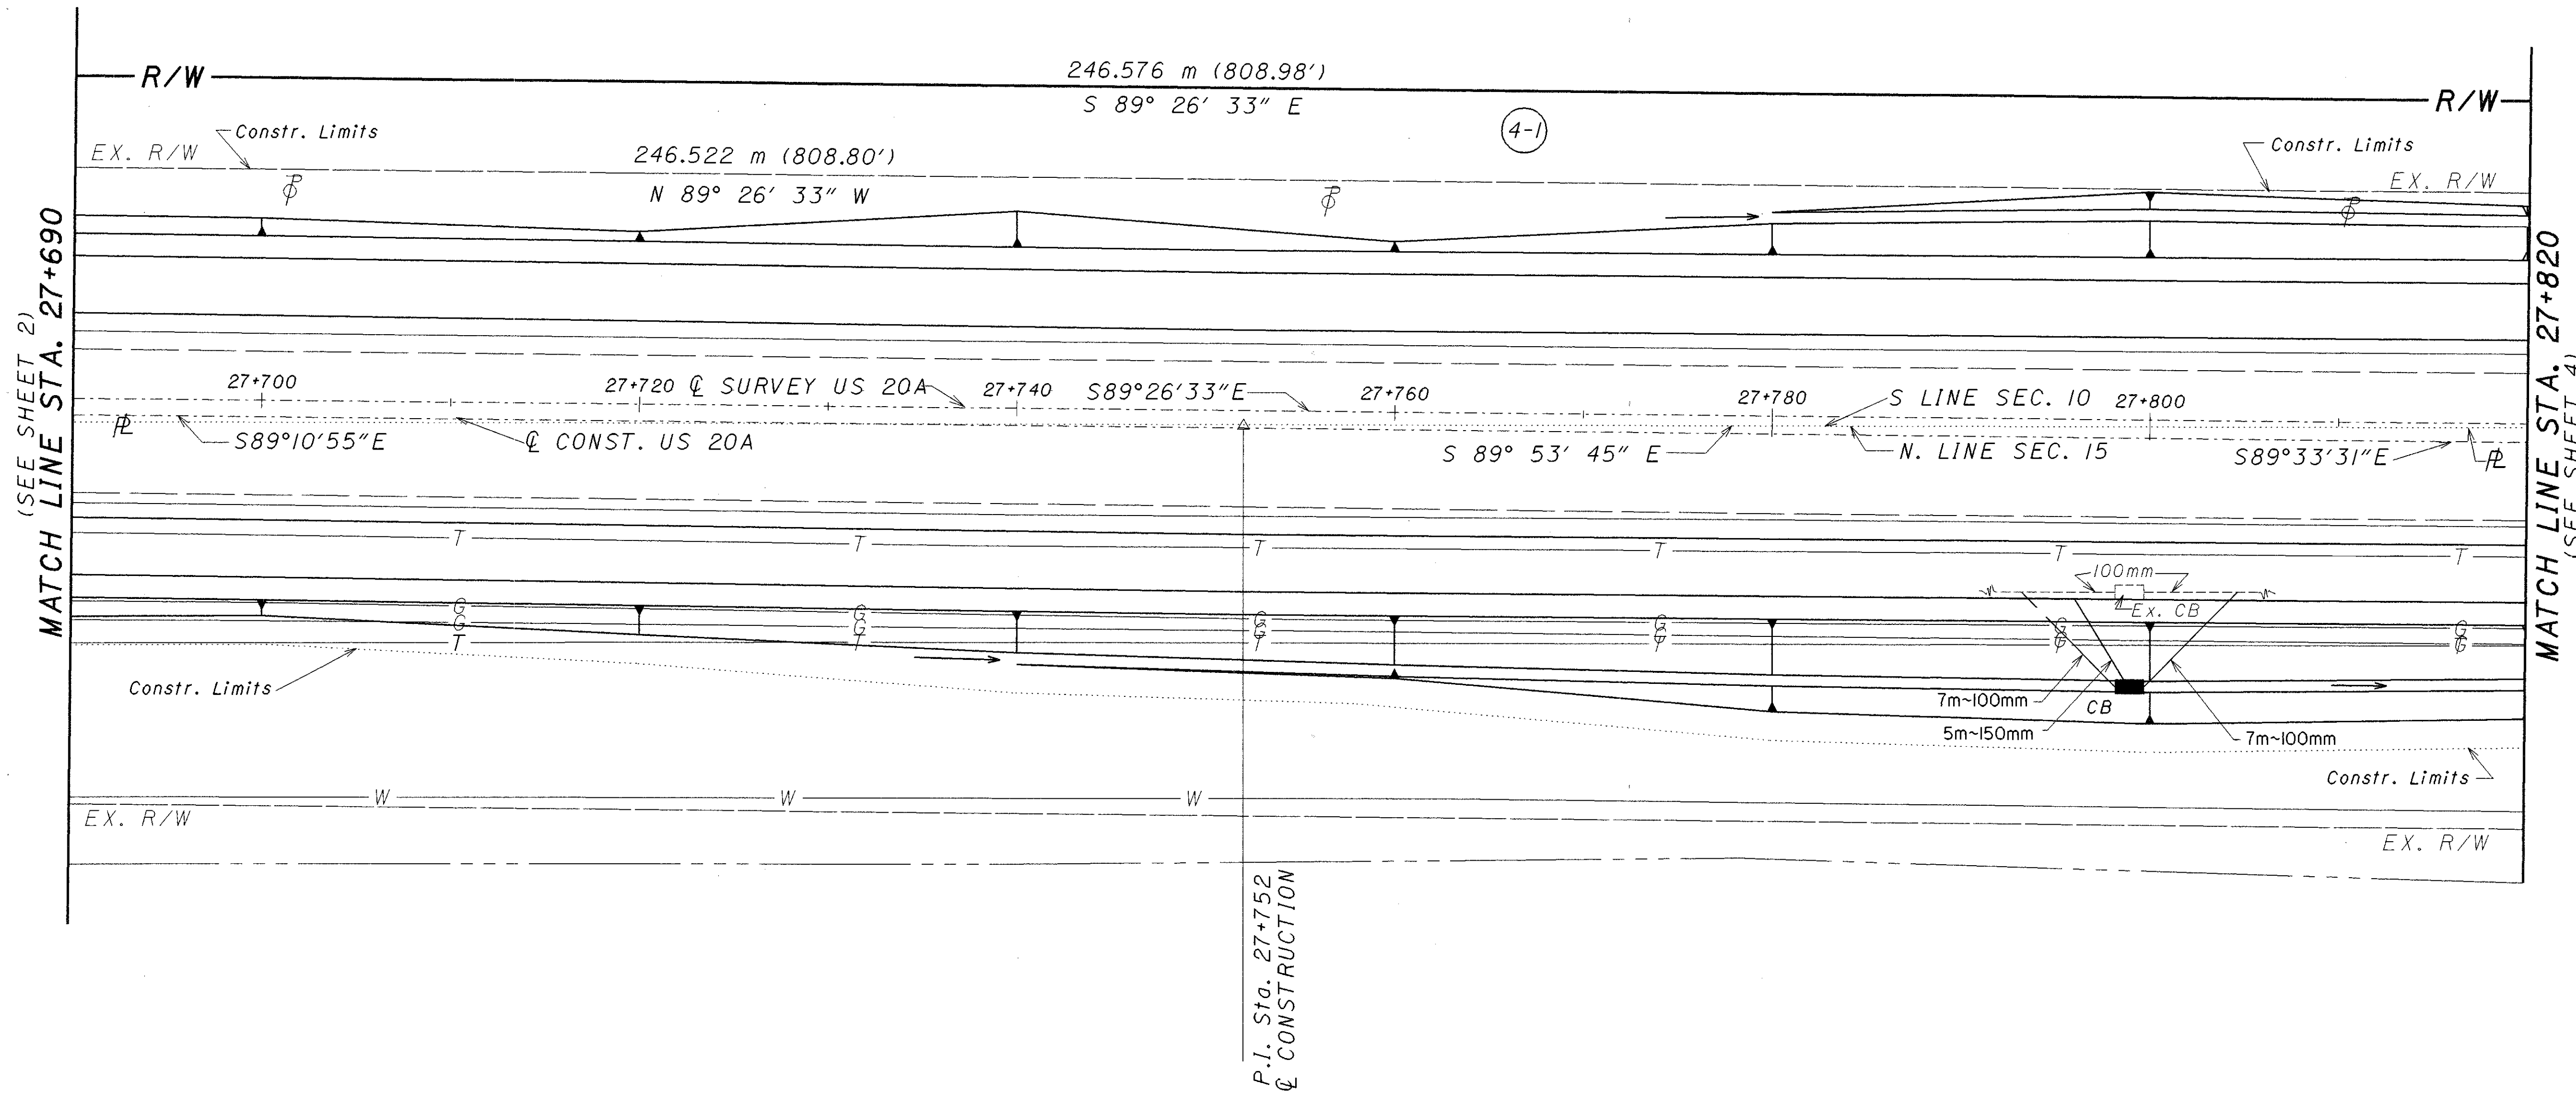 246.576 m (808.98')
R/W
R/W
S 89° 26' 33" E
4-1
Constr. Limits
Constr. Limits
EX. R/W
246.522 m (808.80')
EX. R/W
N 89° 26' 33" W
(SEE SHEET 2)
MATCH LINE STA. 27+690
MATCH LINE STA. 27+820
(SEE SHEET 4)
27+700
27+720
℄ SURVEY US 20A
27+740
S89°26'33"E
27+760
27+780
S LINE SEC. 10
27+800
PL
S89°10'55"E
℄ CONST. US 20A
S 89° 53' 45" E
N. LINE SEC. 15
S89°33'31"E
PL
T T T T T T
100mm
Ex. CB
G G G G G G
G G G G G G
T T T T T T
Constr. Limits
7m~100mm
CB
5m~150mm
7m~100mm
Constr. Limits
W W W
EX. R/W
EX. R/W
P.I. Sta. 27+752
℄ CONSTRUCTION